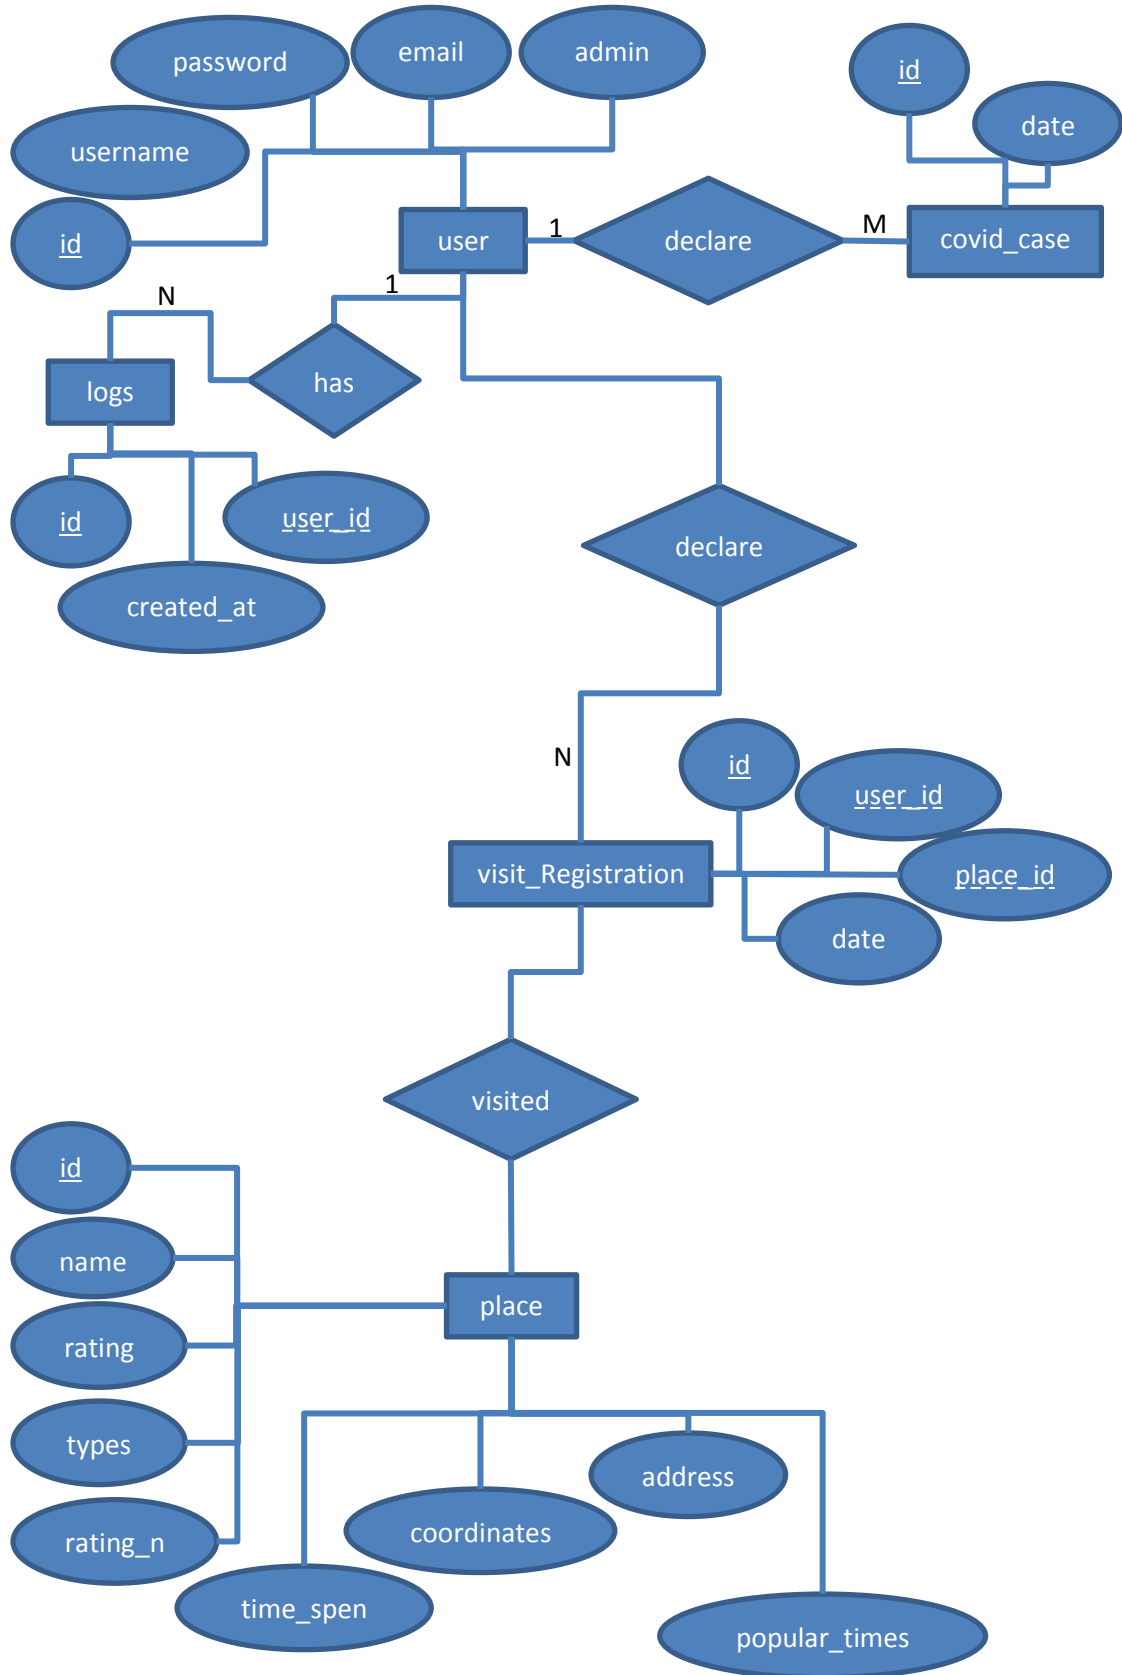 password
email
admin
id
date
username
id
user
1
declare
M
covid_case
1
N
logs
has
id
user_id
declare
created_at
N
id
user_id
visit_Registration
place_id
date
visited
id
name
place
rating
types
address
coordinates
rating_n
time_spen
popular_times